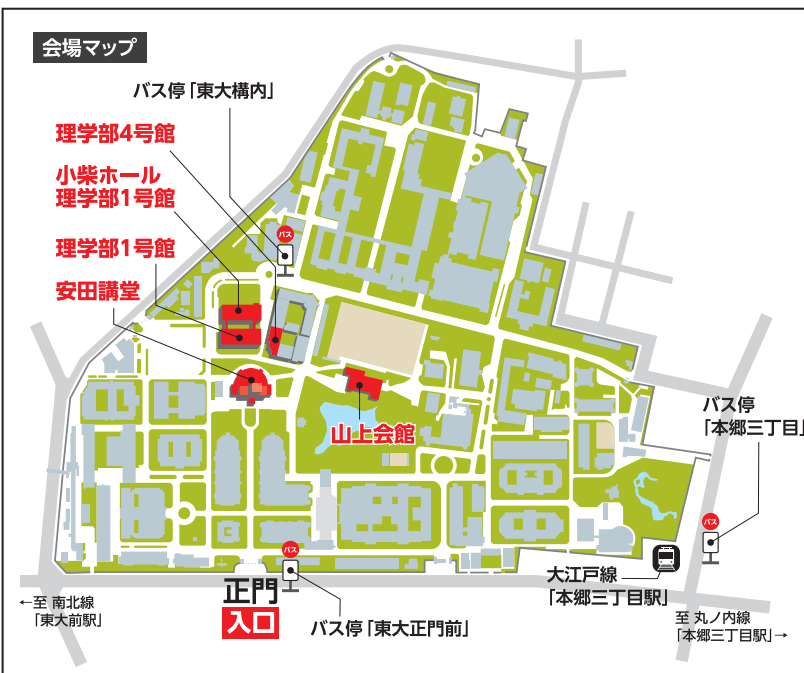 会場マップ
バス停「東大構内」
理学部4号館
小柴ホール
理学部1号館
理学部1号館
安田講堂
バス
山上会館
バス停
「本郷三丁目」
バス
大江戸線
「本郷三丁目駅」
バス
正門
入口
バス停「東大正門前」
←至 南北線
「東大前駅」
至 丸ノ内線
「本郷三丁目駅」→